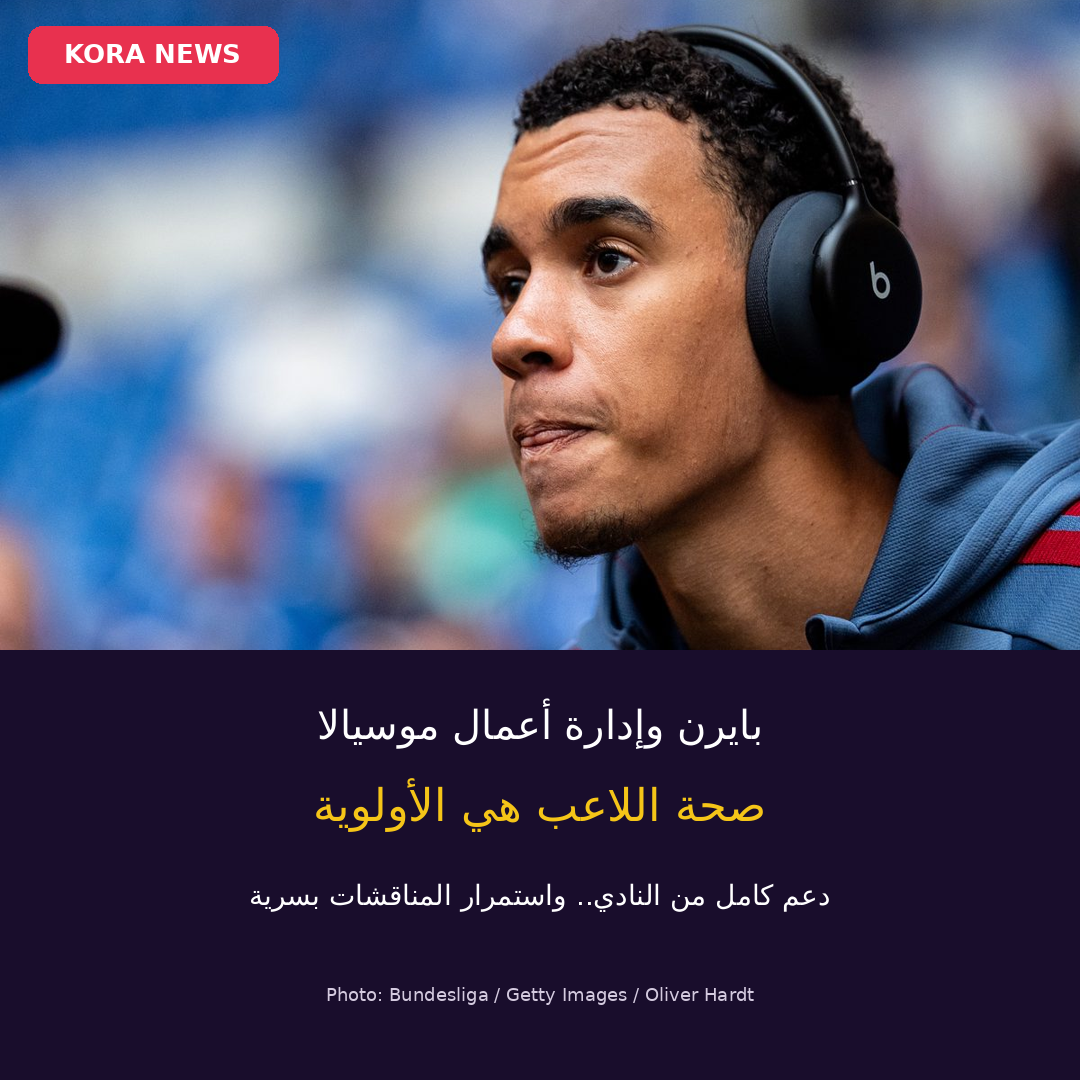 KORA NEWS
b
بايرن وإدارة أعمال موسيالا
صحة اللاعب هي الأولوية
دعم كامل من النادي.. واستمرار المناقشات بسرية
Photo: Bundesliga / Getty Images / Oliver Hardt